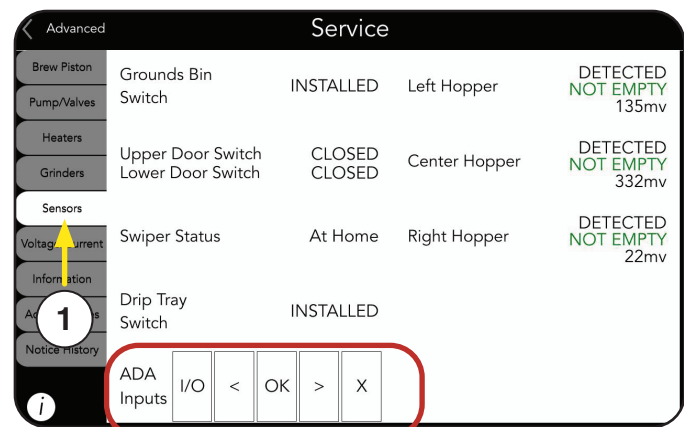 Advanced
Service
Brew Piston
Pump/Valves
Heaters
Grinders
Sensors
Information
Notice History
1
i
Grounds Bin
Switch
INSTALLED
Left Hopper
DETECTED
NOT EMPTY
135mv
Upper Door Switch
Lower Door Switch
CLOSED
CLOSED
Center Hopper
DETECTED
NOT EMPTY
332mv
Swiper Status
At Home
Right Hopper
DETECTED
NOT EMPTY
22mv
Drip Tray
Switch
INSTALLED
ADA
Inputs
I/O
<
OK
>
X